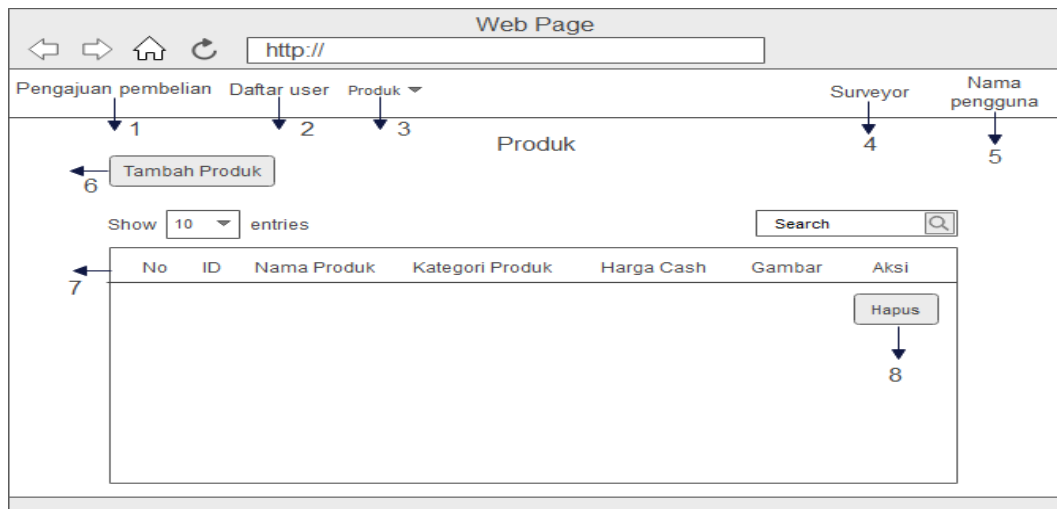 Web Page
http://
Pengajuan pembelian Daftar user Produk Surveyor Nama pengguna
1 2 3 4 5
Produk
6 Tambah Produk
Show 10 entries Search
No ID Nama Produk Kategori Produk Harga Cash Gambar Aksi
7
Hapus
8